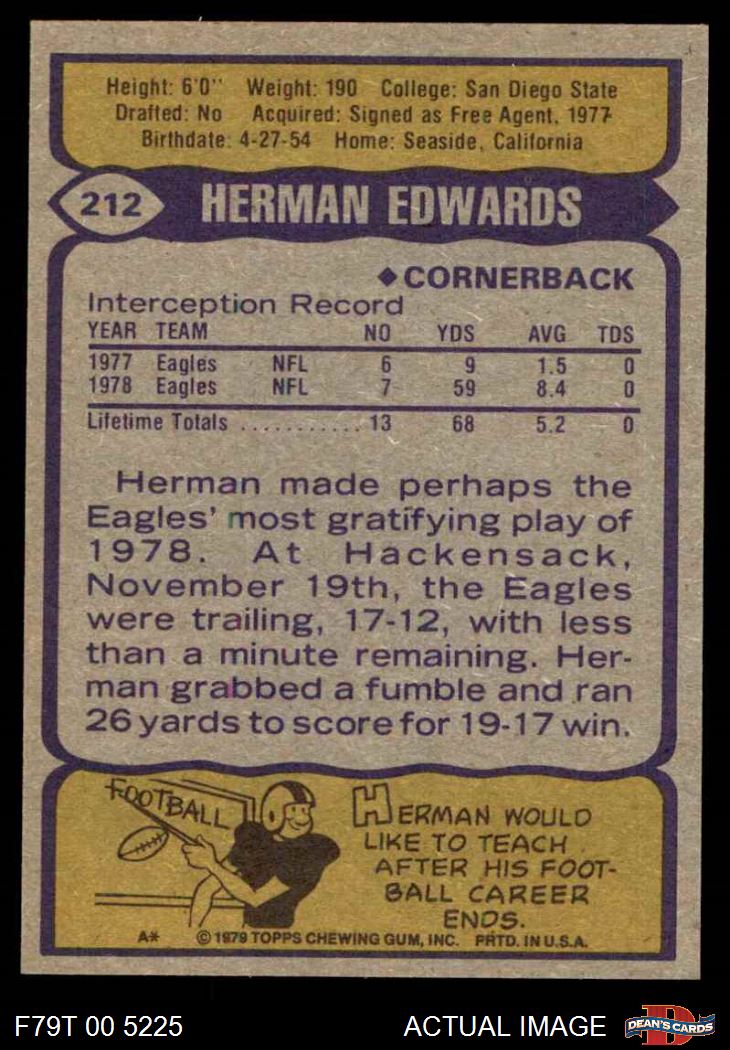 Height: 6'0" Weight: 190 College: San Diego State
Drafted: No Acquired: Signed as Free Agent, 1977
Birthdate: 4-27-54 Home: Seaside, California
212 HERMAN EDWARDS
◆CORNERBACK
Interception Record
YEAR TEAM NO YDS AVG TDS
1977 Eagles NFL 6 9 1.5 0
1978 Eagles NFL 7 59 8.4 0
Lifetime Totals ........... 13 68 5.2 0
Herman made perhaps the
Eagles' most gratifying play of
1978. At Hackensack,
November 19th, the Eagles
were trailing, 17-12, with less
than a minute remaining. Her-
man grabbed a fumble and ran
26 yards to score for 19-17 win.
FOOTBALL
HERMAN WOULD
LIKE TO TEACH
AFTER HIS FOOT-
BALL CAREER
ENDS.
A* © 1979 TOPPS CHEWING GUM, INC. PRTD. IN U.S.A.
F79T 00 5225 ACTUAL IMAGE D DEAN'S CARDS